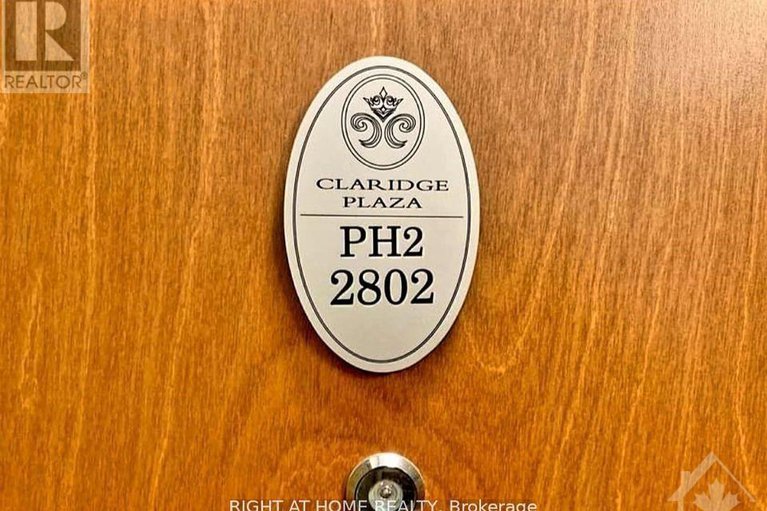 R
REALTOR®
CLARIDGE
PLAZA
PH2
2802
RIGHT AT HOME REALTY, Brokerage